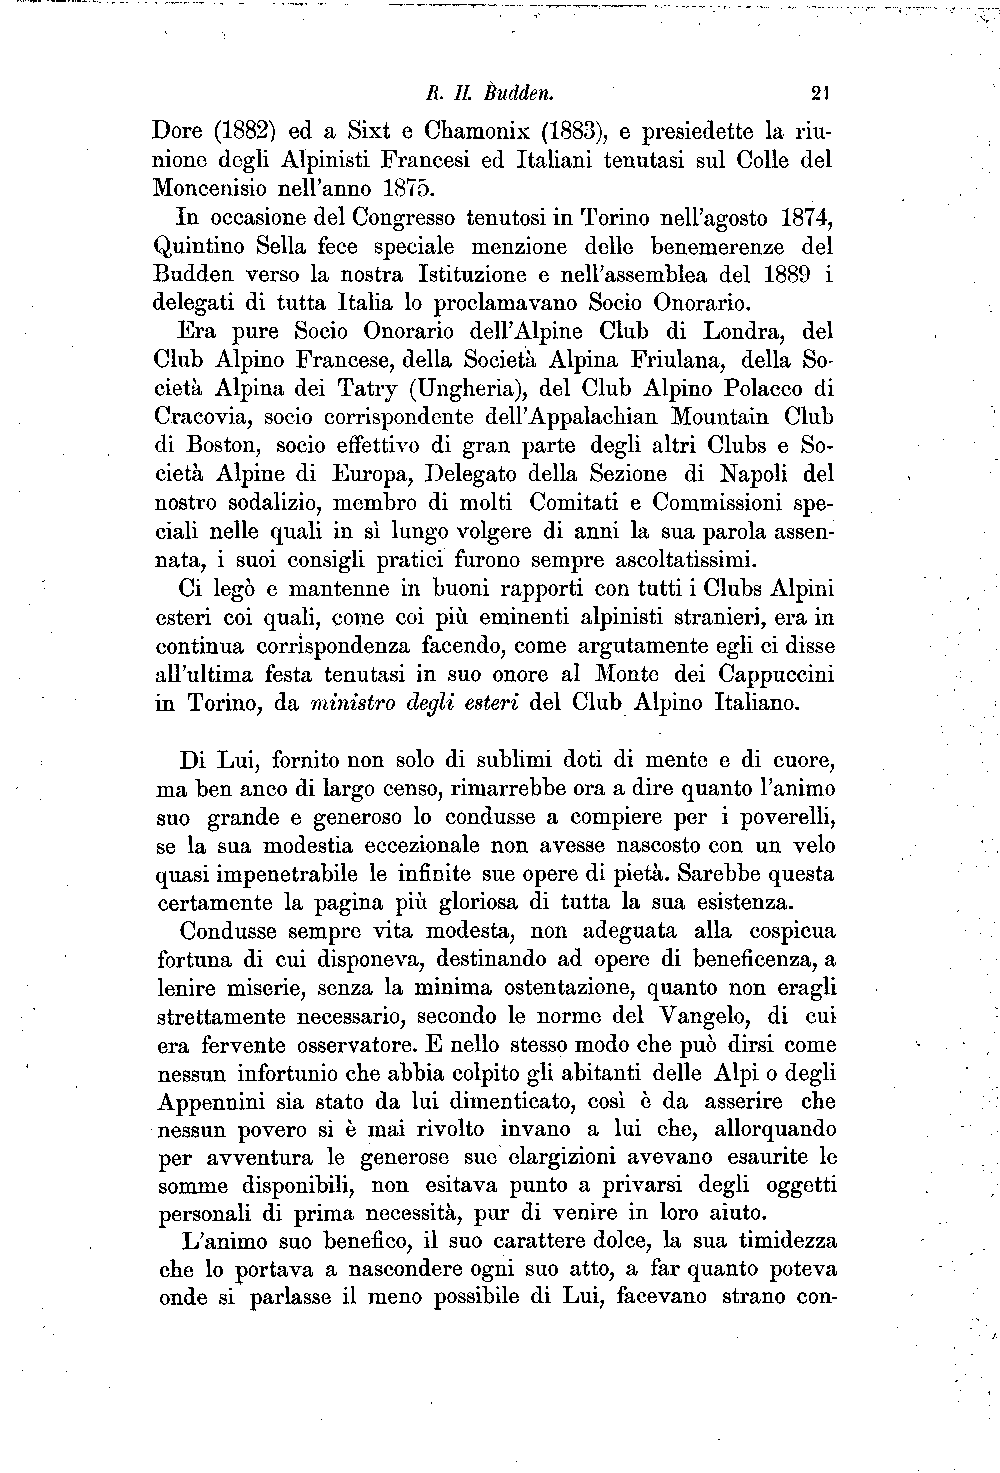 R. H. Budden. 21
Dore (1882) ed a Sixt e Chamonix (1883), e presiedette la riu-
nione degli Alpinisti Francesi ed Italiani tenutasi sul Colle del
Moncenisio nell'anno 1875.
In occasione del Congresso tenutosi in Torino nell'agosto 1874,
Quintino Sella fece speciale menzione delle benemerenze del
Budden verso la nostra Istituzione e nell'assemblea del 1889 i
delegati di tutta Italia lo proclamavano Socio Onorario.
Era pure Socio Onorario dell'Alpine Club di Londra, del
Club Alpino Francese, della Società Alpina Friulana, della So-
cietà Alpina dei Tatry (Ungheria), del Club Alpino Polacco di
Cracovia, socio corrispondente dell'Appalachian Mountain Club
di Boston, socio effettivo di gran parte degli altri Clubs e So-
cietà Alpine di Europa, Delegato della Sezione di Napoli del
nostro sodalizio, membro di molti Comitati e Commissioni spe-
ciali nelle quali in sì lungo volgere di anni la sua parola assen-
nata, i suoi consigli pratici furono sempre ascoltatissimi.
Ci legò e mantenne in buoni rapporti con tutti i Clubs Alpini
esteri coi quali, come coi più eminenti alpinisti stranieri, era in
continua corrispondenza facendo, come argutamente egli ci disse
all'ultima festa tenutasi in suo onore al Monte dei Cappuccini
in Torino, da ministro degli esteri del Club Alpino Italiano.
Di Lui, fornito non solo di sublimi doti di mente e di cuore,
ma ben anco di largo censo, rimarrebbe ora a dire quanto l'animo
suo grande e generoso lo condusse a compiere per i poverelli,
se la sua modestia eccezionale non avesse nascosto con un velo
quasi impenetrabile le infinite sue opere di pietà. Sarebbe questa
certamente la pagina più gloriosa di tutta la sua esistenza.
Condusse sempre vita modesta, non adeguata alla cospicua
fortuna di cui disponeva, destinando ad opere di beneficenza, a
lenire miserie, senza la minima ostentazione, quanto non eragli
strettamente necessario, secondo le norme del Vangelo, di cui
era fervente osservatore. E nello stesso modo che può dirsi come
nessun infortunio che abbia colpito gli abitanti delle Alpi o degli
Appennini sia stato da lui dimenticato, così è da asserire che
nessun povero si è mai rivolto invano a lui che, allorquando
per avventura le generose sue elargizioni avevano esaurite le
somme disponibili, non esitava punto a privarsi degli oggetti
personali di prima necessità, pur di venire in loro aiuto.
L'animo suo benefico, il suo carattere dolce, la sua timidezza
che lo portava a nascondere ogni suo atto, a far quanto poteva
onde si parlasse il meno possibile di Lui, facevano strano con-